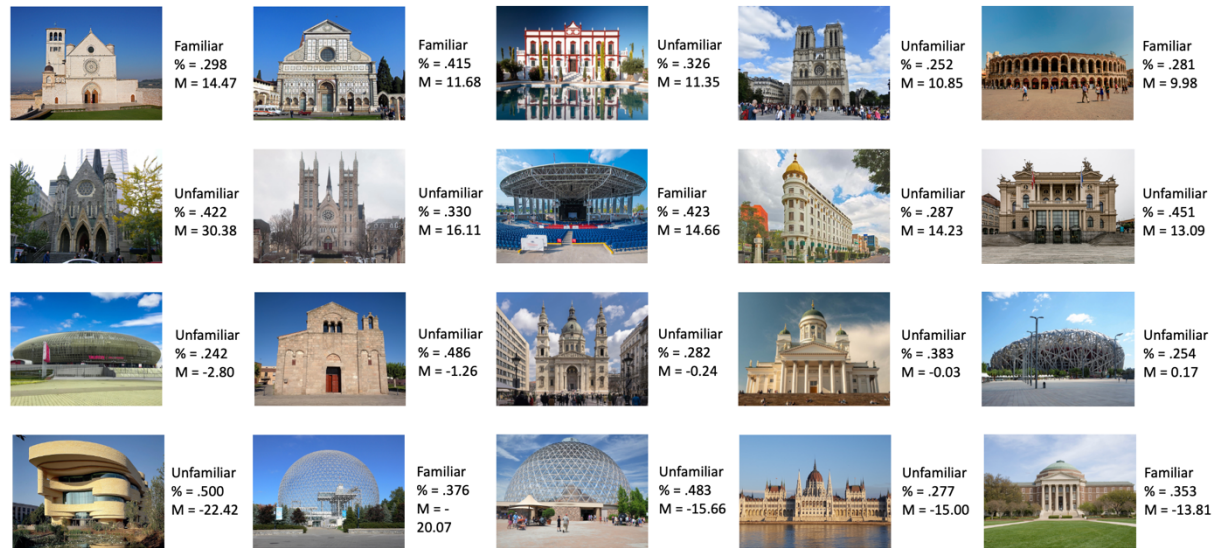 Familiar
% = .298
M = 14.47
Familiar
% = .415
M = 11.68
Unfamiliar
% = .326
M = 11.35
Unfamiliar
% = .252
M = 10.85
Familiar
% = .281
M = 9.98
Unfamiliar
% = .422
M = 30.38
Unfamiliar
% = .330
M = 16.11
Familiar
% = .423
M = 14.66
Unfamiliar
% = .287
M = 14.23
Unfamiliar
% = .451
M = 13.09
Unfamiliar
% = .242
M = -2.80
Unfamiliar
% = .486
M = -1.26
Unfamiliar
% = .282
M = -0.24
Unfamiliar
% = .383
M = -0.03
Unfamiliar
% = .254
M = 0.17
Unfamiliar
% = .500
M = -22.42
Familiar
% = .376
M = -
20.07
Unfamiliar
% = .483
M = -15.66
Unfamiliar
% = .277
M = -15.00
Familiar
% = .353
M = -13.81